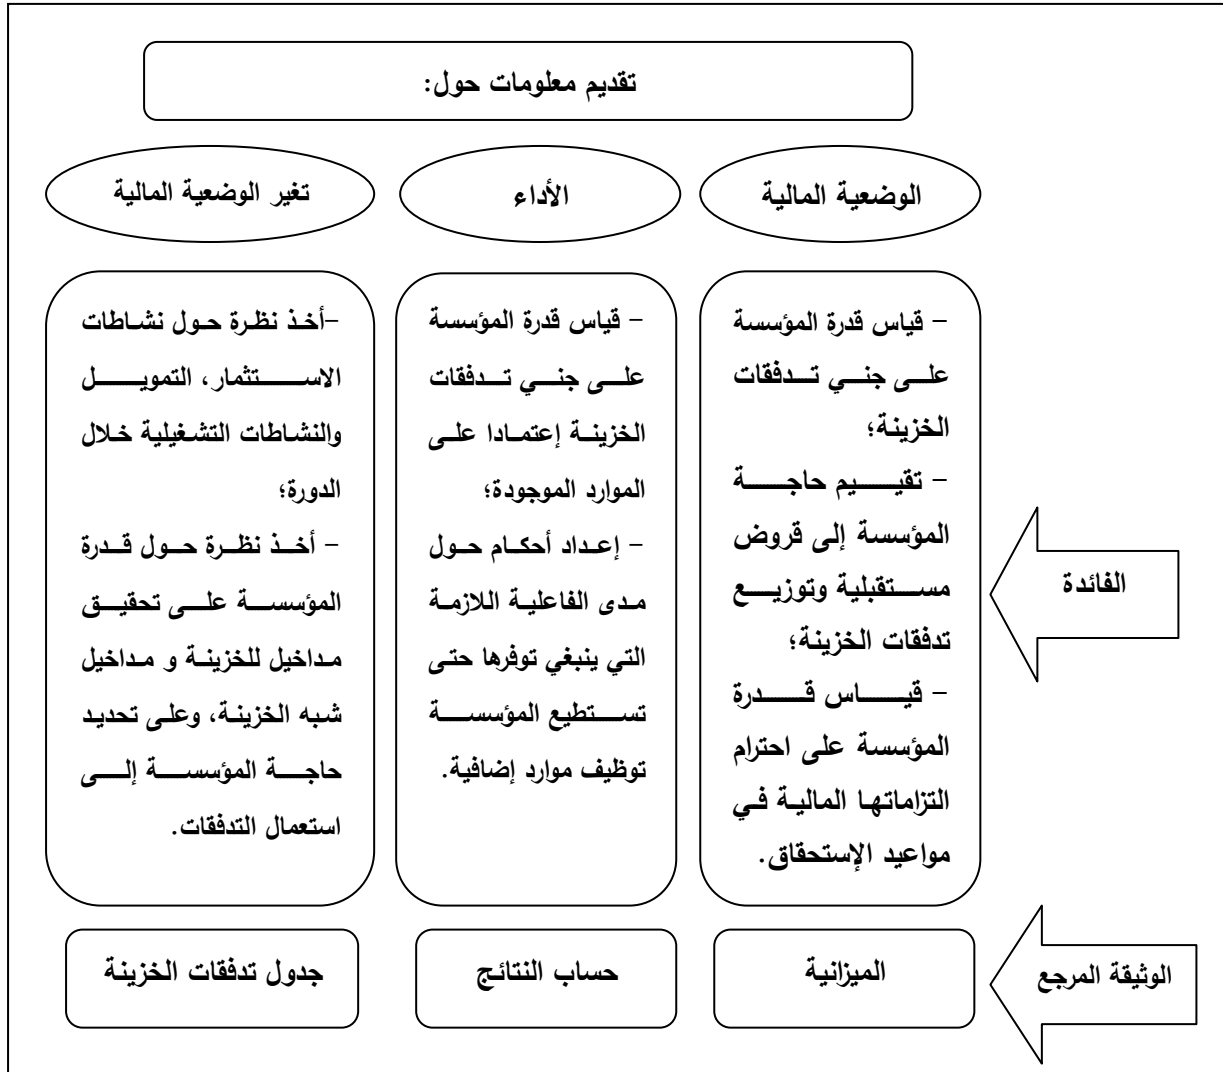 تقديم معلومات حول:
الوضعية المالية
الأداء
تغير الوضعية المالية
- قياس قدرة المؤسسة
على جني تدفقات
الخزينة؛
- تقييم حاجة
المؤسسة إلى قروض
مستقبلية وتوزيع
تدفقات الخزينة؛
- قياس قدرة
المؤسسة على احترام
التزاماتها المالية في
مواعيد الإستحقاق.
- قياس قدرة المؤسسة
على جني تدفقات
الخزينة إعتمادا على
الموارد الموجودة؛
- إعداد أحكام حول
مدى الفاعلية اللازمة
التي ينبغي توفرها حتى
تستطيع المؤسسة
توظيف موارد إضافية.
-أخذ نظرة حول نشاطات
الاستثمار، التمويل
والنشاطات التشغيلية خلال
الدورة؛
- أخذ نظرة حول قدرة
المؤسسة على تحقيق
مداخيل للخزينة و مداخيل
شبه الخزينة، وعلى تحديد
حاجة المؤسسة إلى
استعمال التدفقات.
الفائدة
الميزانية
حساب النتائج
جدول تدفقات الخزينة
الوثيقة المرجع